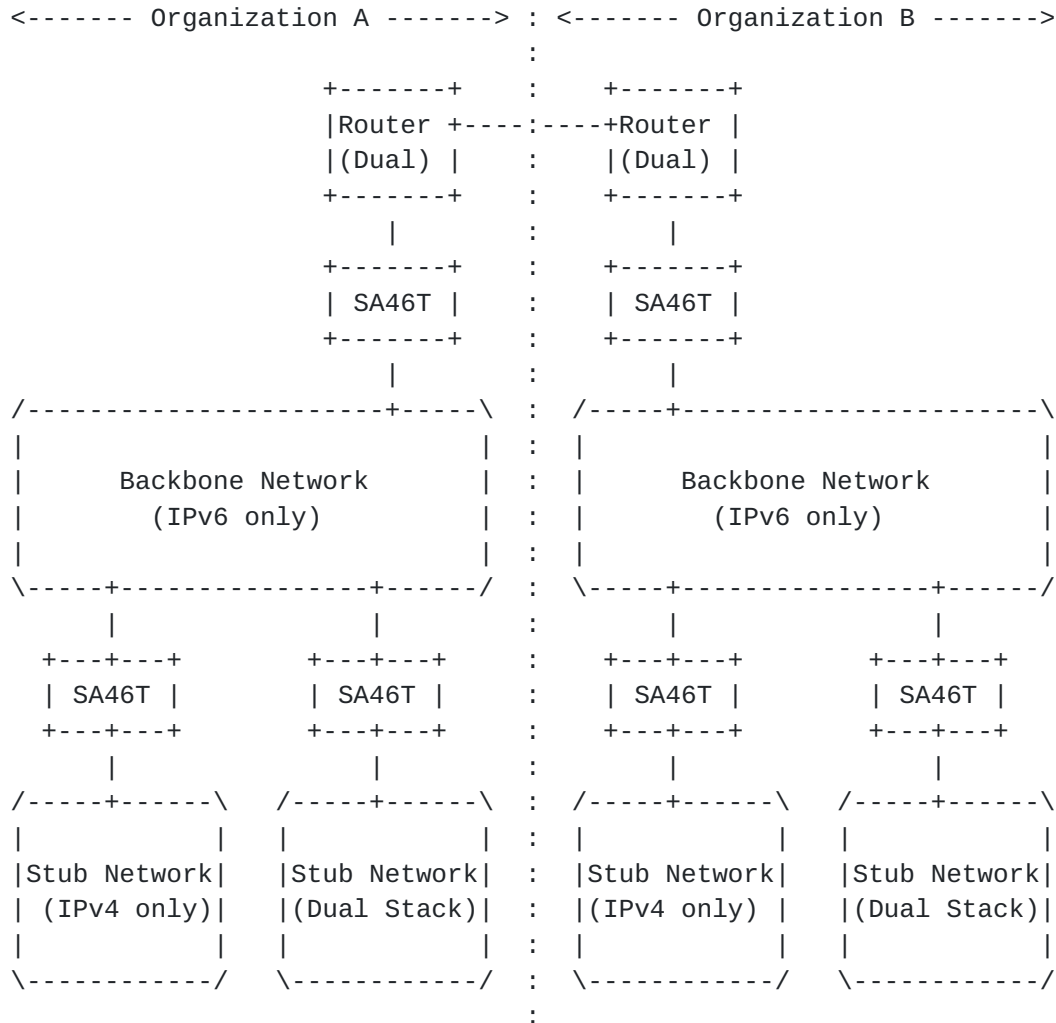 <------- Organization A -------> : <------- Organization B ------->
                                 :
                    +-------+    :    +-------+
                    |Router +----:----+Router |
                    |(Dual) |    :    |(Dual) |
                    +-------+    :    +-------+
                        |        :        |
                    +-------+    :    +-------+
                    | SA46T |    :    | SA46T |
                    +-------+    :    +-------+
                        |        :        |
/-----------------------+-----\  :  /-----+-----------------------\
|                             |  :  |                             |
|      Backbone Network       |  :  |      Backbone Network       |
|        (IPv6 only)          |  :  |        (IPv6 only)          |
|                             |  :  |                             |
\-----+----------------+------/  :  \-----+----------------+------/
      |                |         :        |                |
  +---+---+        +---+---+     :    +---+---+        +---+---+
  | SA46T |        | SA46T |     :    | SA46T |        | SA46T |
  +---+---+        +---+---+     :    +---+---+        +---+---+
      |                |         :        |                |
/-----+------\   /-----+------\  :  /-----+------\   /-----+------\
|            |   |            |  :  |            |   |            |
|Stub Network|   |Stub Network|  :  |Stub Network|   |Stub Network|
| (IPv4 only)|   |(Dual Stack)|  :  |(IPv4 only) |   |(Dual Stack)|
|            |   |            |  :  |            |   |            |
\------------/   \------------/  :  \------------/   \------------/
                                 :